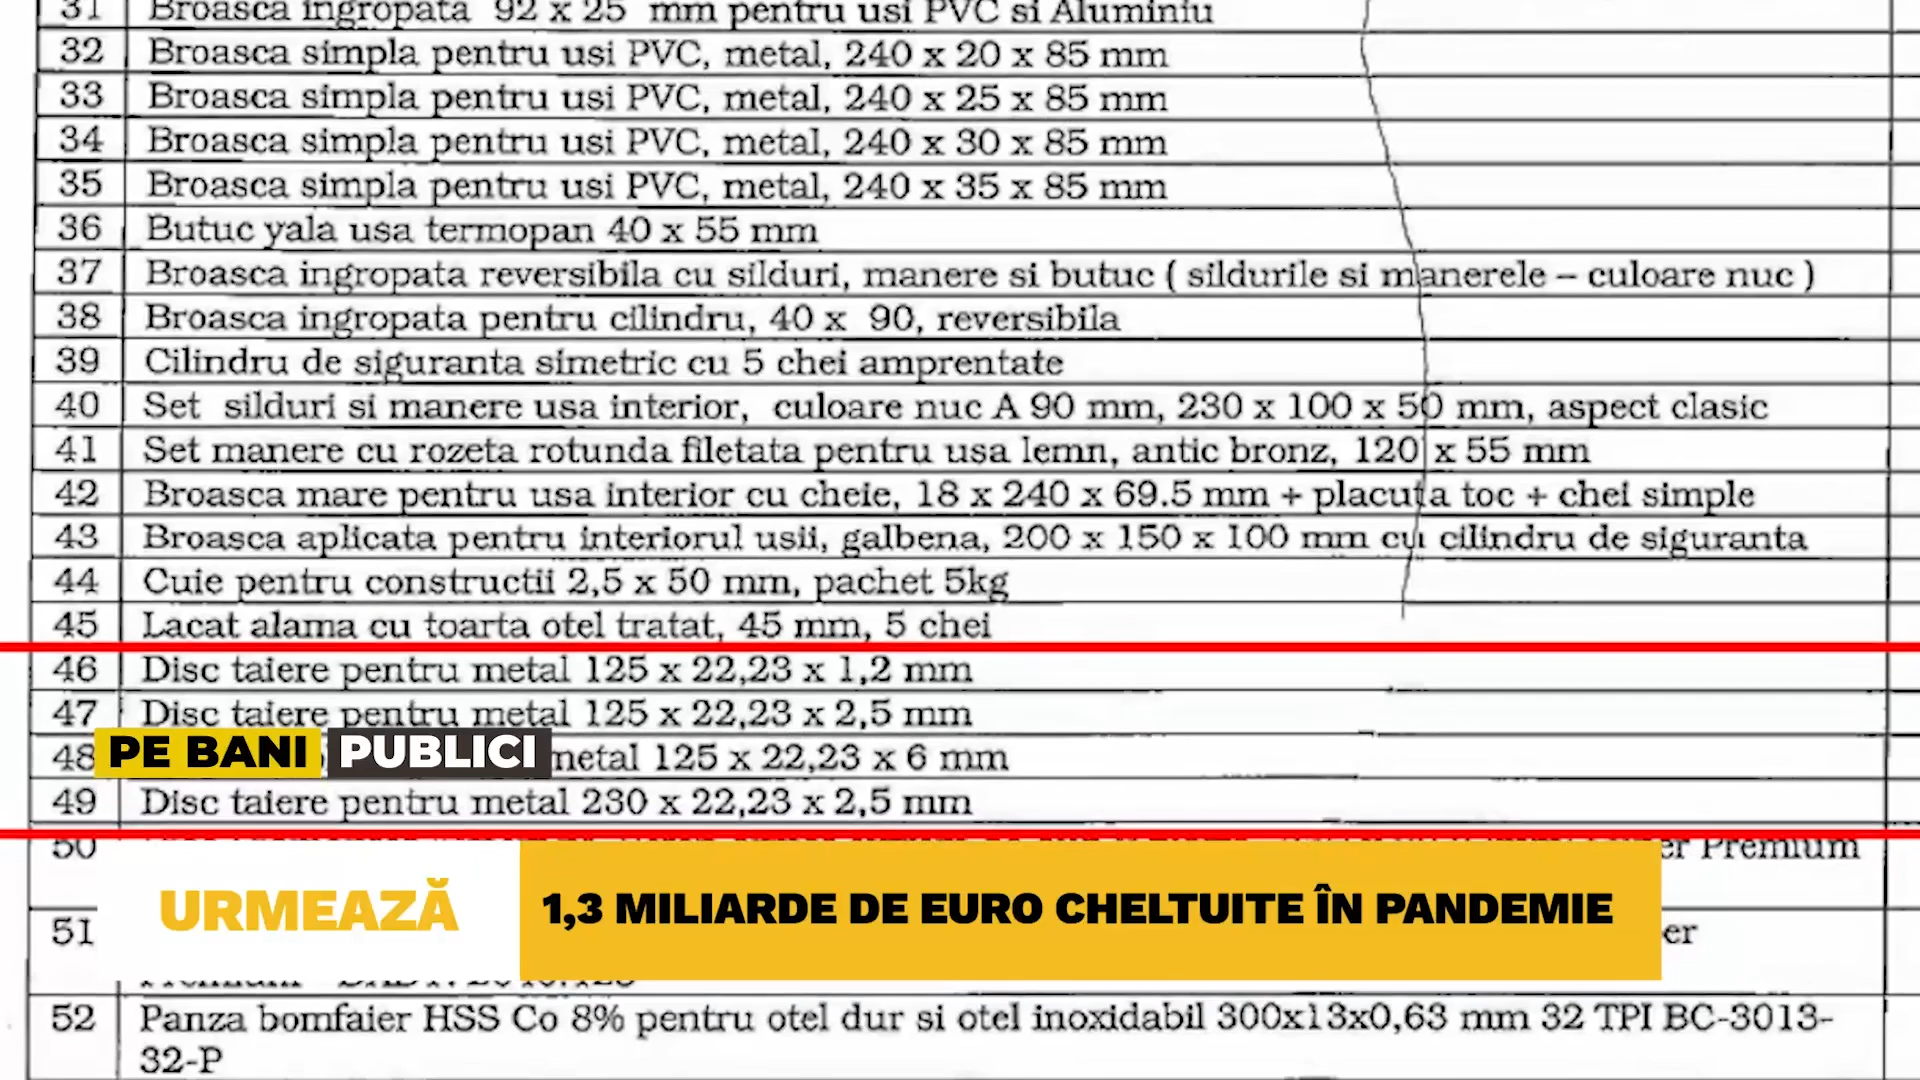 31 Broasca ingropata 92 x 25 mm pentru usi PVC si Aluminiu
32 Broasca simpla pentru usi PVC, metal, 240 x 20 x 85 mm
33 Broasca simpla pentru usi PVC, metal, 240 x 25 x 85 mm
34 Broasca simpla pentru usi PVC, metal, 240 x 30 x 85 mm
35 Broasca simpla pentru usi PVC, metal, 240 x 35 x 85 mm
36 Butuc yala usa termopan 40 x 55 mm
37 Broasca ingropata reversibila cu silduri, manere si butuc ( sildurile si manerele – culoare nuc )
38 Broasca ingropata pentru cilindru, 40 x 90, reversibila
39 Cilindru de siguranta simetric cu 5 chei amprentate
40 Set silduri si manere usa interior, culoare nuc A 90 mm, 230 x 100 x 50 mm, aspect clasic
41 Set manere cu rozeta rotunda filetata pentru usa lemn, antic bronz, 120 x 55 mm
42 Broasca mare pentru usa interior cu cheie, 18 x 240 x 69.5 mm + placuta toc + chei simple
43 Broasca aplicata pentru interiorul usii, galbena, 200 x 150 x 100 mm cu cilindru de siguranta
44 Cuie pentru constructii 2,5 x 50 mm, pachet 5kg
45 Lacat alama cu toarta otel tratat, 45 mm, 5 chei
46 Disc taiere pentru metal 125 x 22,23 x 1,2 mm
47 Disc taiere pentru metal 125 x 22,23 x 2,5 mm
48 metal 125 x 22,23 x 6 mm
PE BANI PUBLICI
49 Disc taiere pentru metal 230 x 22,23 x 2,5 mm
50 Premium
URMEAZĂ 1,3 MILIARDE DE EURO CHELTUITE ÎN PANDEMIE
51
52 Panza bomfaier HSS Co 8% pentru otel dur si otel inoxidabil 300x13x0,63 mm 32 TPI BC-3013-
32-P